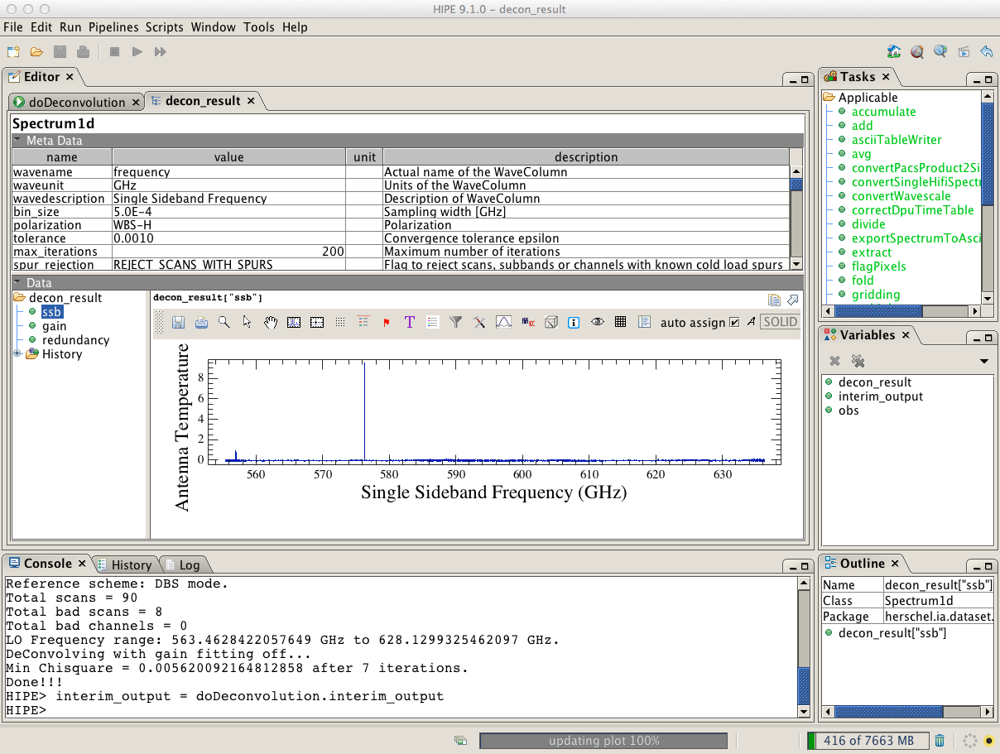 HIPE 9.1.0 – decon_result
File Edit Run Pipelines Scripts Window Tools Help
Editor
doDeconvolution decon_result
Spectrum1d
Meta Data
name value unit description
wavename frequency Actual name of the WaveColumn
waveunit GHz Units of the WaveColumn
wavedescription Single Sideband Frequency Description of WaveColumn
bin_size 5.0E-4 Sampling width [GHz]
polarization WBS-H Polarization
tolerance 0.0010 Convergence tolerance epsilon
max_iterations 200 Maximum number of iterations
spur_rejection REJECT_SCANS_WITH_SPURS Flag to reject scans, subbands or channels with known cold load spurs
Data
decon_result
ssb
gain
redundancy
History
decon_result["ssb"]
auto assign A SOLID
Antenna Temperature
8
6
4
2
0
560 570 580 590 600 610 620 630
Single Sideband Frequency (GHz)
Tasks
Applicable
accumulate
add
asciiTableWriter
avg
convertPacsProduct2Si
convertSingleHifiSpectr
convertWavescale
correctDpuTimeTable
divide
exportSpectrumToAsci
extract
flagPixels
fold
gridding
Variables
decon_result
interim_output
obs
Console History Log
Reference scheme: DBS mode.
Total scans = 90
Total bad scans = 8
Total bad channels = 0
LO Frequency range: 563.4628422057649 GHz to 628.1299325462097 GHz.
DeConvolving with gain fitting off...
Min Chisquare = 0.005620092164812858 after 7 iterations.
Done!!!
HIPE> interim_output = doDeconvolution.interim_output
HIPE>
Outline
Name decon_result["ssb"]
Class Spectrum1d
Package herschel.ia.dataset.
decon_result["ssb"]
updating plot 100%
416 of 7663 MB